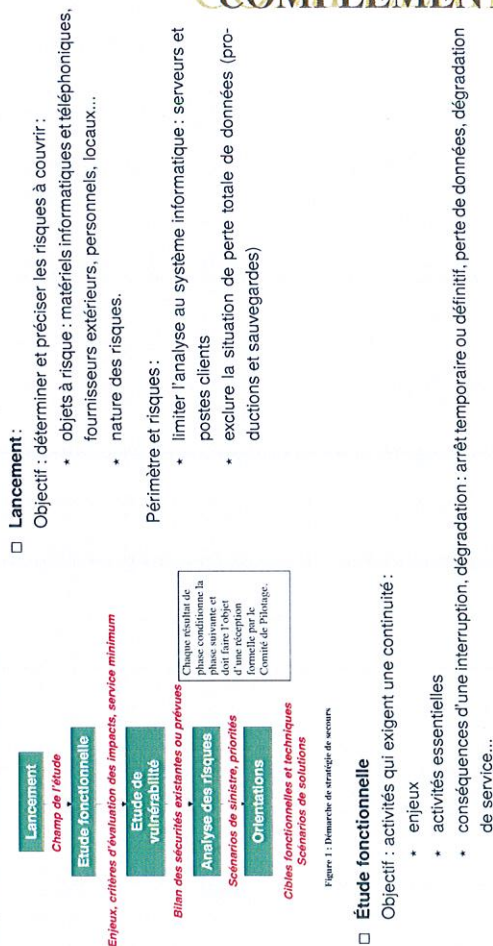 COMPLEMENT
Lancement
Champ de l'étude
Etude fonctionnelle
Enjeux, critères d'évaluation des impacts, service minimum
Etude de
vulnérabilité
Bilan des sécurités existantes ou prévues
Analyse des risques
Scénarios de sinistre, priorités
Orientations
Cibles fonctionnelles et techniques
Scénarios de solutions
Chaque résultat de
phase conditionne la
phase suivante et
doit faire l'objet
d'une réception
formelle par le
Comité de Pilotage.
Figure 1 : Démarche de stratégie de secours
□ Lancement :
Objectif : déterminer et préciser les risques à couvrir :
* objets à risque : matériels informatiques et téléphoniques,
fournisseurs extérieurs, personnels, locaux...
* nature des risques.
Périmètre et risques :
* limiter l'analyse au système informatique : serveurs et
postes clients
* exclure la situation de perte totale de données (pro-
ductions et sauvegardes)
□ Étude fonctionnelle
Objectif : activités qui exigent une continuité :
* enjeux
* activités essentielles
* conséquences d'une interruption, dégradation : arrêt temporaire ou définitif, perte de données, dégradation
de service...